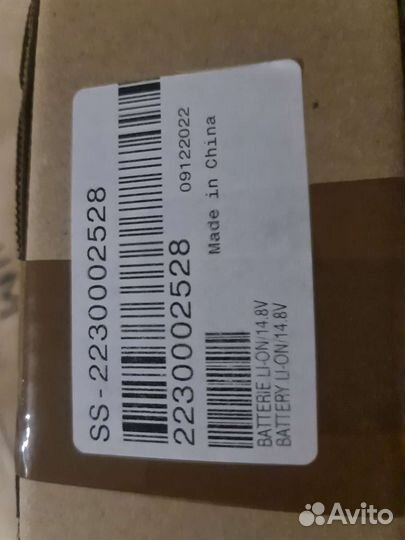 SS-2230002528
09122022
2230002528
Made in China
BATTERIE LI-ON/14.8V
BATTERY LI-ON/14.8V
Avito